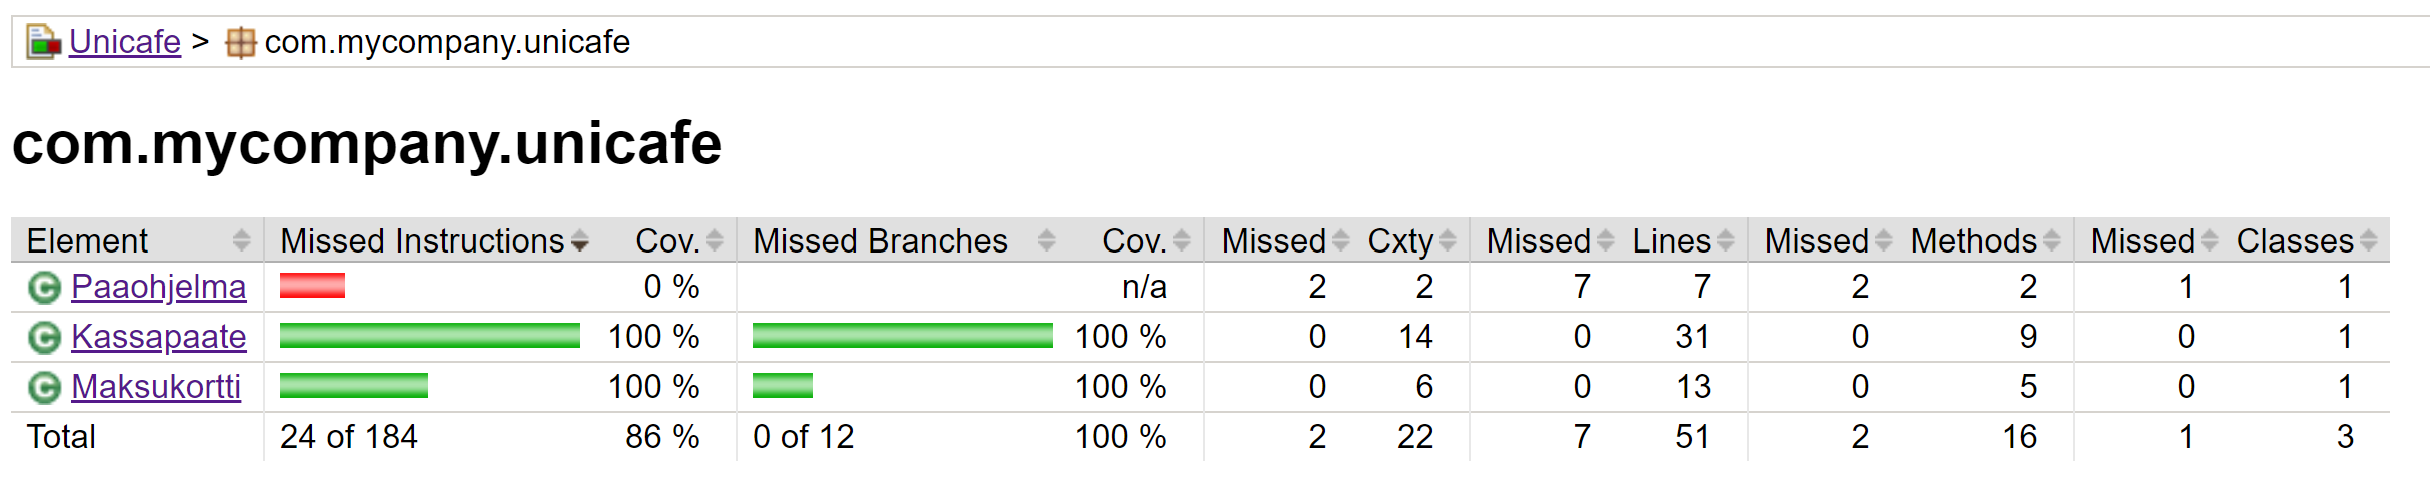 Unicafe > com.mycompany.unicafe
com.mycompany.unicafe
Element Missed Instructions Cov. Missed Branches Cov. Missed Cxty Missed Lines Missed Methods Missed Classes
C Paaohjelma 0 % n/a 2 2 7 7 2 2 1 1
C Kassapaate 100 % 100 % 0 14 0 31 0 9 0 1
C Maksukortti 100 % 100 % 0 6 0 13 0 5 0 1
Total 24 of 184 86 % 0 of 12 100 % 2 22 7 51 2 16 1 3